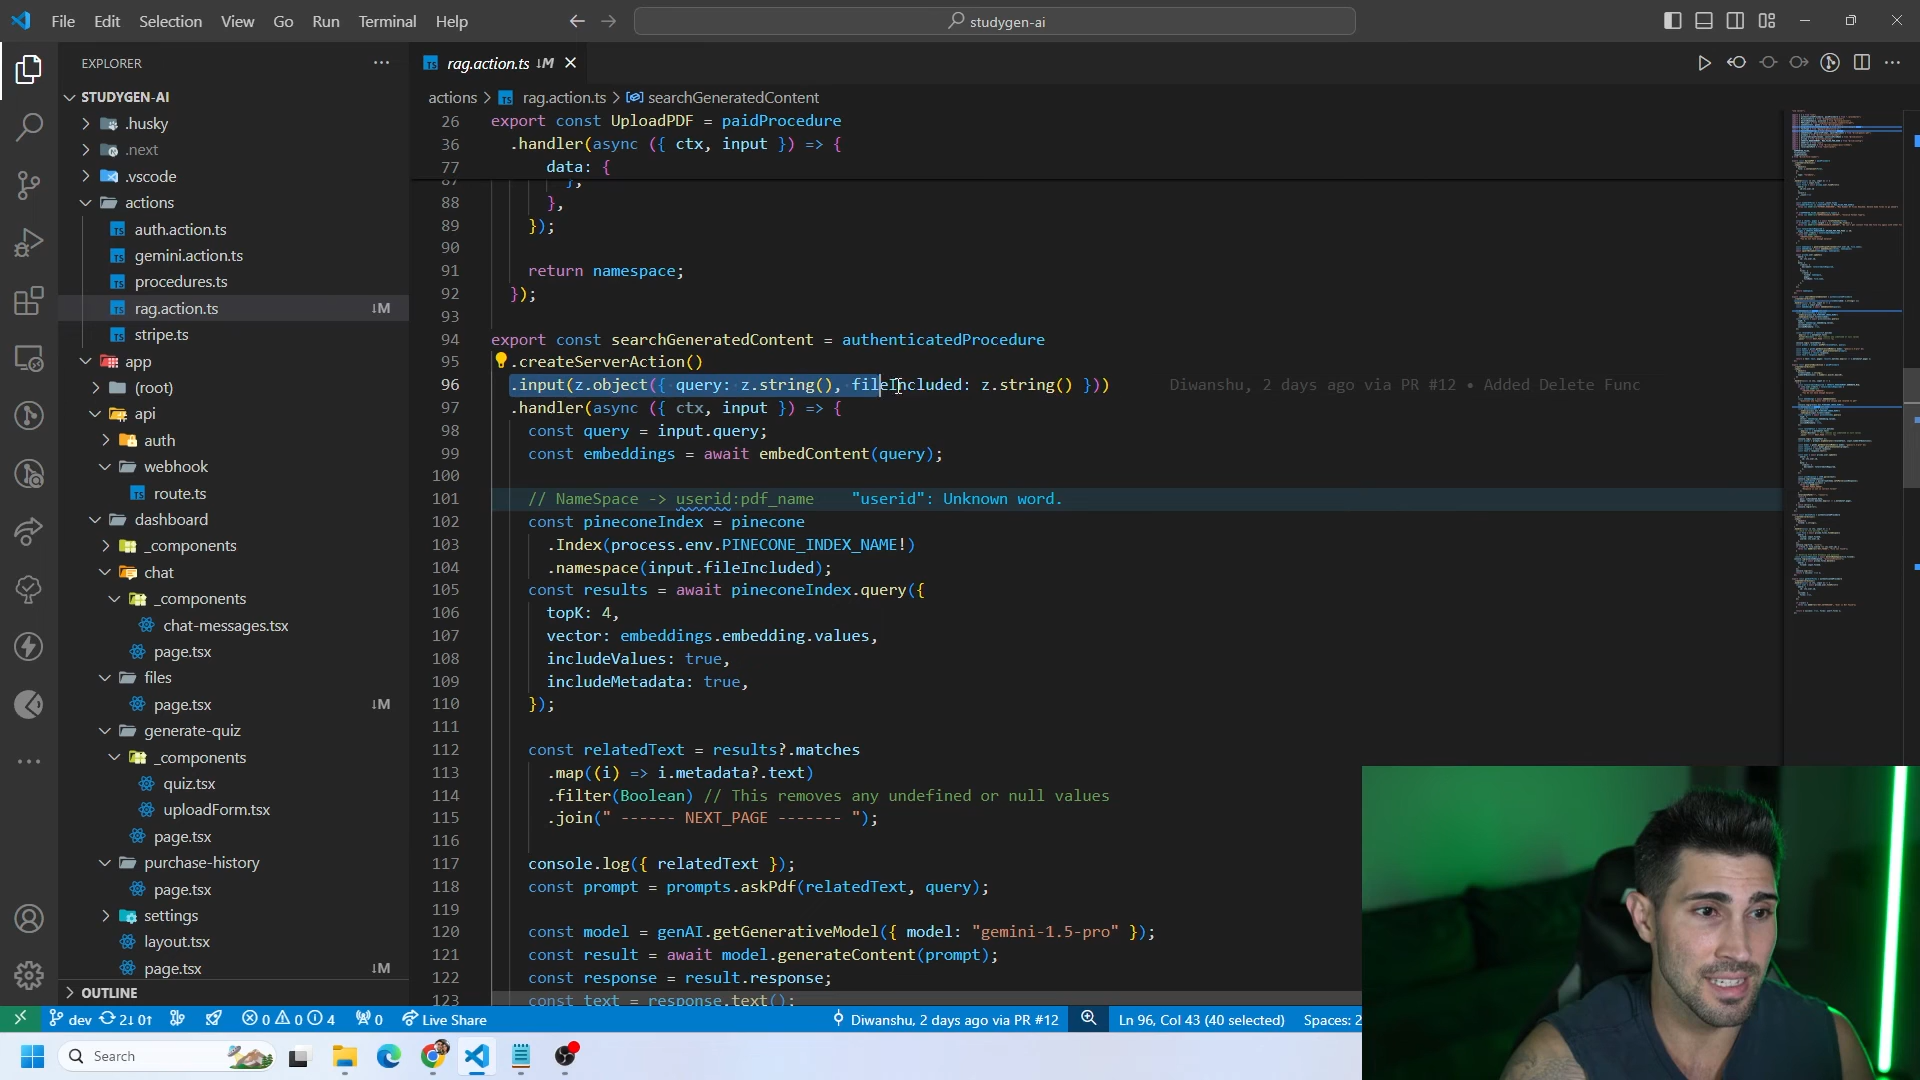 File Edit Selection View Go Run Terminal Help
studygen-ai
EXPLORER
STUDYGEN-AI
.husky
.next
.vscode
actions
auth.action.ts
gemini.action.ts
procedures.ts
rag.action.ts ↓M
stripe.ts
app
(root)
api
auth
webhook
route.ts
dashboard
_components
chat
_components
chat-messages.tsx
page.tsx
files
page.tsx ↓M
generate-quiz
_components
quiz.tsx
uploadForm.tsx
page.tsx
purchase-history
page.tsx
settings
layout.tsx
page.tsx ↓M
OUTLINE
TS rag.action.ts ↓M
actions > TS rag.action.ts > searchGeneratedContent
26 export const UploadPDF = paidProcedure
36 .handler(async ({ ctx, input }) => {
77 data: {
87 },
88 },
89 });
90
91 return namespace;
92 });
93
94 export const searchGeneratedContent = authenticatedProcedure
95 .createServerAction()
96 .input(z.object({ query: z.string(), fileIncluded: z.string() })) Diwanshu, 2 days ago via PR #12 • Added Delete Func
97 .handler(async ({ ctx, input }) => {
98 const query = input.query;
99 const embeddings = await embedContent(query);
100
101 // NameSpace -> userid:pdf_name "userid": Unknown word.
102 const pineconeIndex = pinecone
103 .Index(process.env.PINECONE_INDEX_NAME!)
104 .namespace(input.fileIncluded);
105 const results = await pineconeIndex.query({
106 topK: 4,
107 vector: embeddings.embedding.values,
108 includeValues: true,
109 includeMetadata: true,
110 });
111
112 const relatedText = results?.matches
113 .map((i) => i.metadata?.text)
114 .filter(Boolean) // This removes any undefined or null values
115 .join(" ------ NEXT_PAGE ------- ");
116
117 console.log({ relatedText });
118 const prompt = prompts.askPdf(relatedText, query);
119
120 const model = genAI.getGenerativeModel({ model: "gemini-1.5-pro" });
121 const result = await model.generateContent(prompt);
122 const response = result.response;
123 const text = response.text();
dev 2↓ 0↑ 0 0 4 0 Live Share Diwanshu, 2 days ago via PR #12 Ln 96, Col 43 (40 selected) Spaces: 2
Search